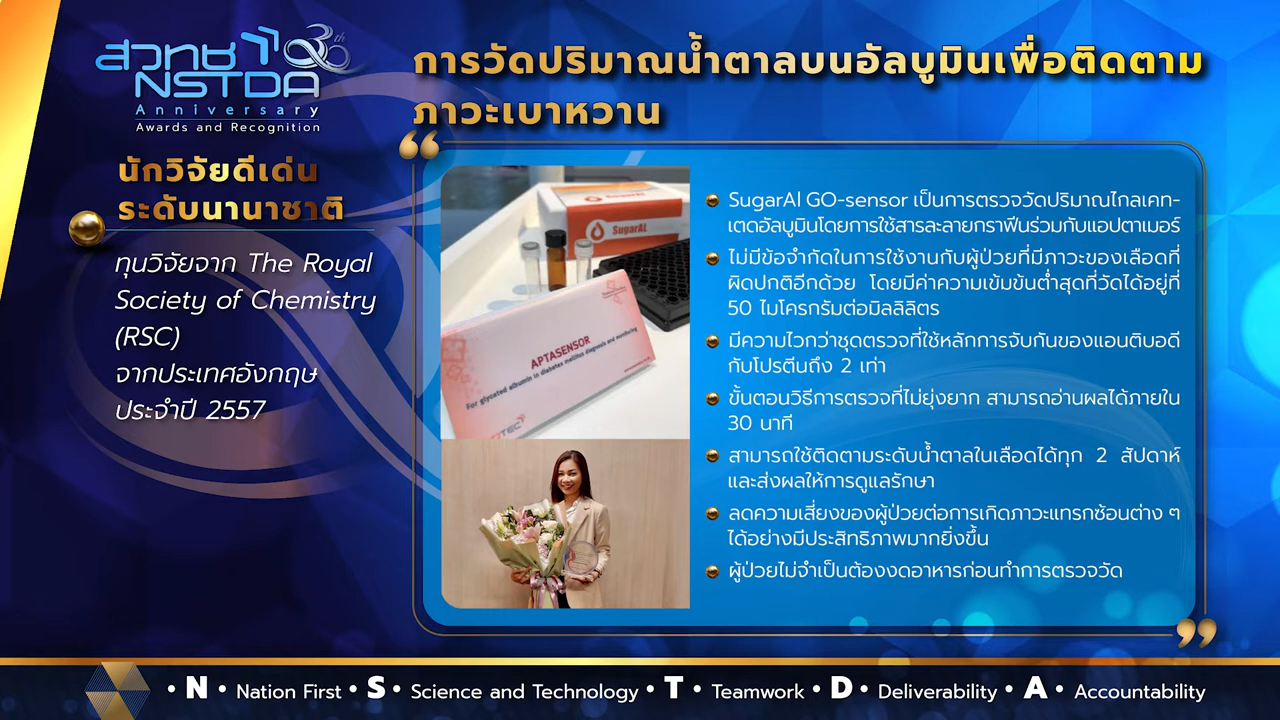 สวทช
NSTDA
30th
Anniversary
Awards and Recognition
การวัดปริมาณน้ำตาลบนอัลบูมินเพื่อติดตาม
ภาวะเบาหวาน
นักวิจัยดีเด่น
ระดับนานาชาติ
ทุนวิจัยจาก The Royal
Society of Chemistry
(RSC)
จากประเทศอังกฤษ
ประจำปี 2557
SugarAL
SugarAL
APTASENSOR
For glycated albumin in diabetes mellitus diagnosis and monitoring
• SugarAl GO-sensor เป็นการตรวจวัดปริมาณไกลเคท-
เตดอัลบูมินโดยการใช้สารละลายกราฟีนร่วมกับแอปตาเมอร์
• ไม่มีข้อจำกัดในการใช้งานกับผู้ป่วยที่มีภาวะของเลือดที่
ผิดปกติอีกด้วย โดยมีค่าความเข้มข้นต่ำสุดที่วัดได้อยู่ที่
50 ไมโครกรัมต่อมิลลิลิตร
• มีความไวกว่าชุดตรวจที่ใช้หลักการจับกันของแอนติบอดี
กับโปรตีนถึง 2 เท่า
• ขั้นตอนวิธีการตรวจที่ไม่ยุ่งยาก สามารถอ่านผลได้ภายใน
30 นาที
• สามารถใช้ติดตามระดับน้ำตาลในเลือดได้ทุก 2 สัปดาห์
และส่งผลให้การดูแลรักษา
• ลดความเสี่ยงของผู้ป่วยต่อการเกิดภาวะแทรกซ้อนต่าง ๆ
ได้อย่างมีประสิทธิภาพมากยิ่งขึ้น
• ผู้ป่วยไม่จำเป็นต้องงดอาหารก่อนทำการตรวจวัด
• N • Nation First • S • Science and Technology • T • Teamwork • D • Deliverability • A • Accountability